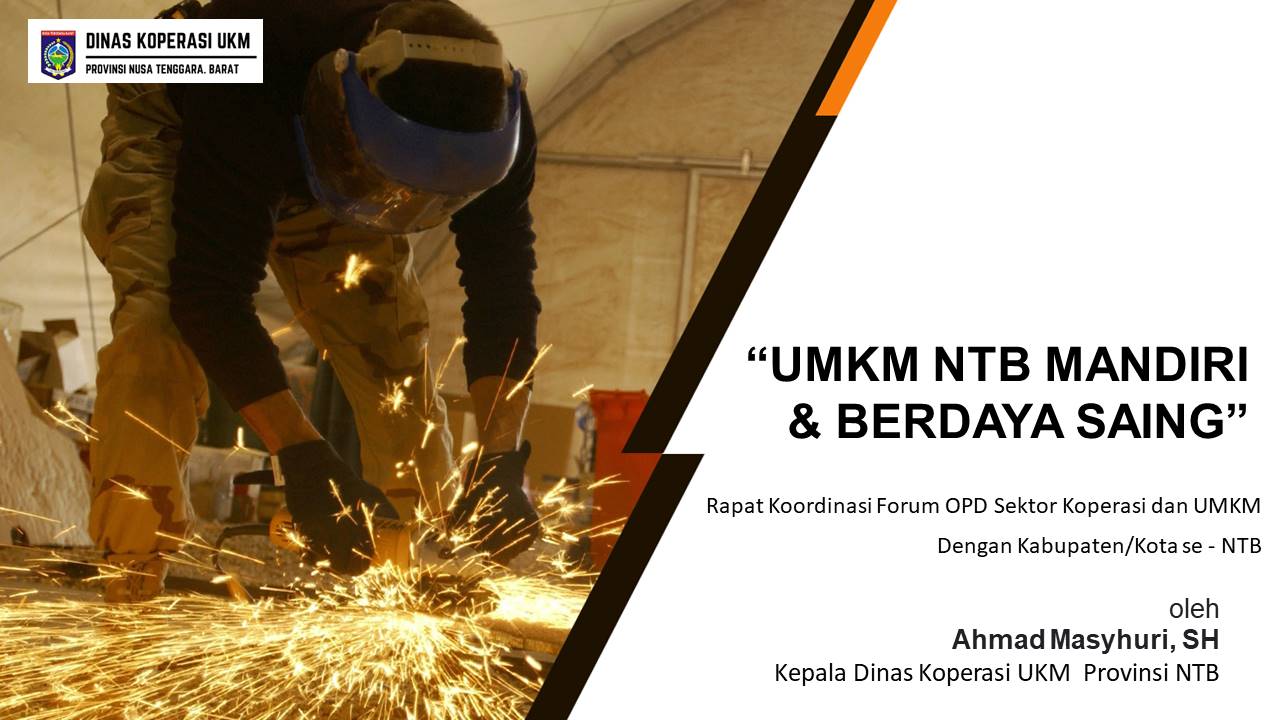 DINAS KOPERASI UKM
PROVINSI NUSA TENGGARA. BARAT
“UMKM NTB MANDIRI
& BERDAYA SAING”
Rapat Koordinasi Forum OPD Sektor Koperasi dan UMKM
Dengan Kabupaten/Kota se - NTB
oleh
Ahmad Masyhuri, SH
Kepala Dinas Koperasi UKM Provinsi NTB